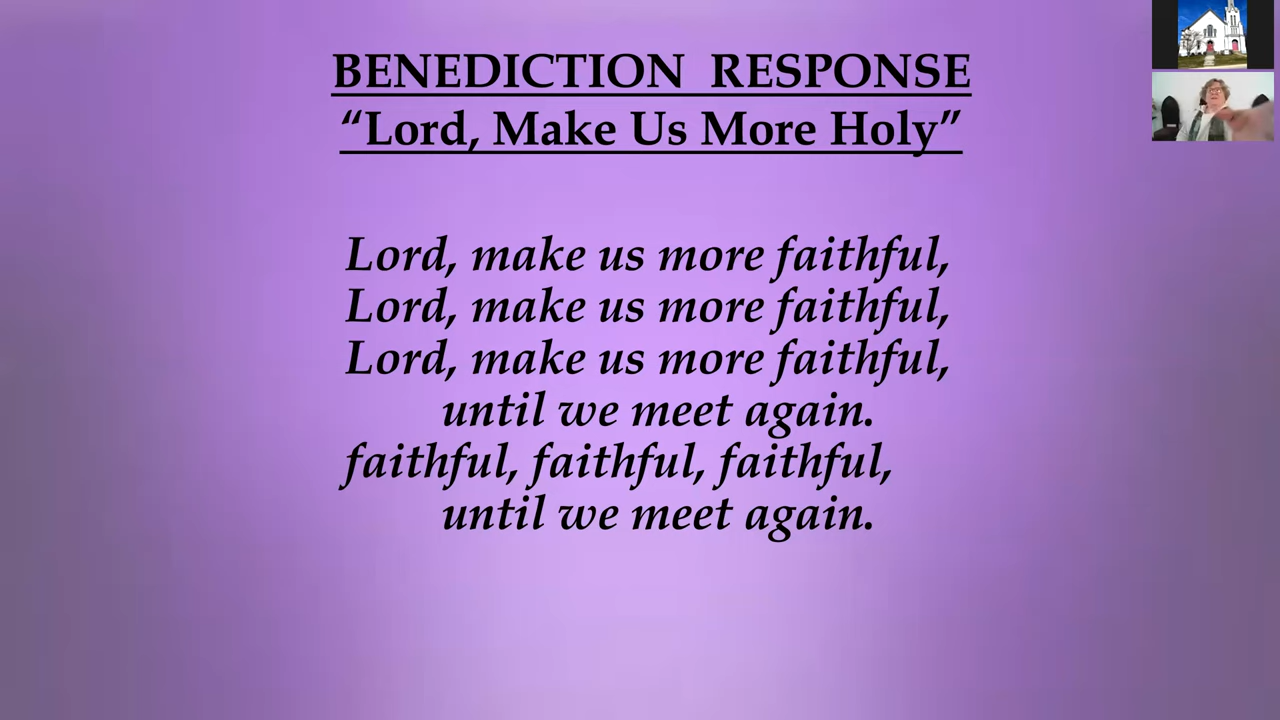 BENEDICTION RESPONSE
“Lord, Make Us More Holy”
Lord, make us more faithful,
Lord, make us more faithful,
Lord, make us more faithful,
until we meet again.
faithful, faithful, faithful,
until we meet again.